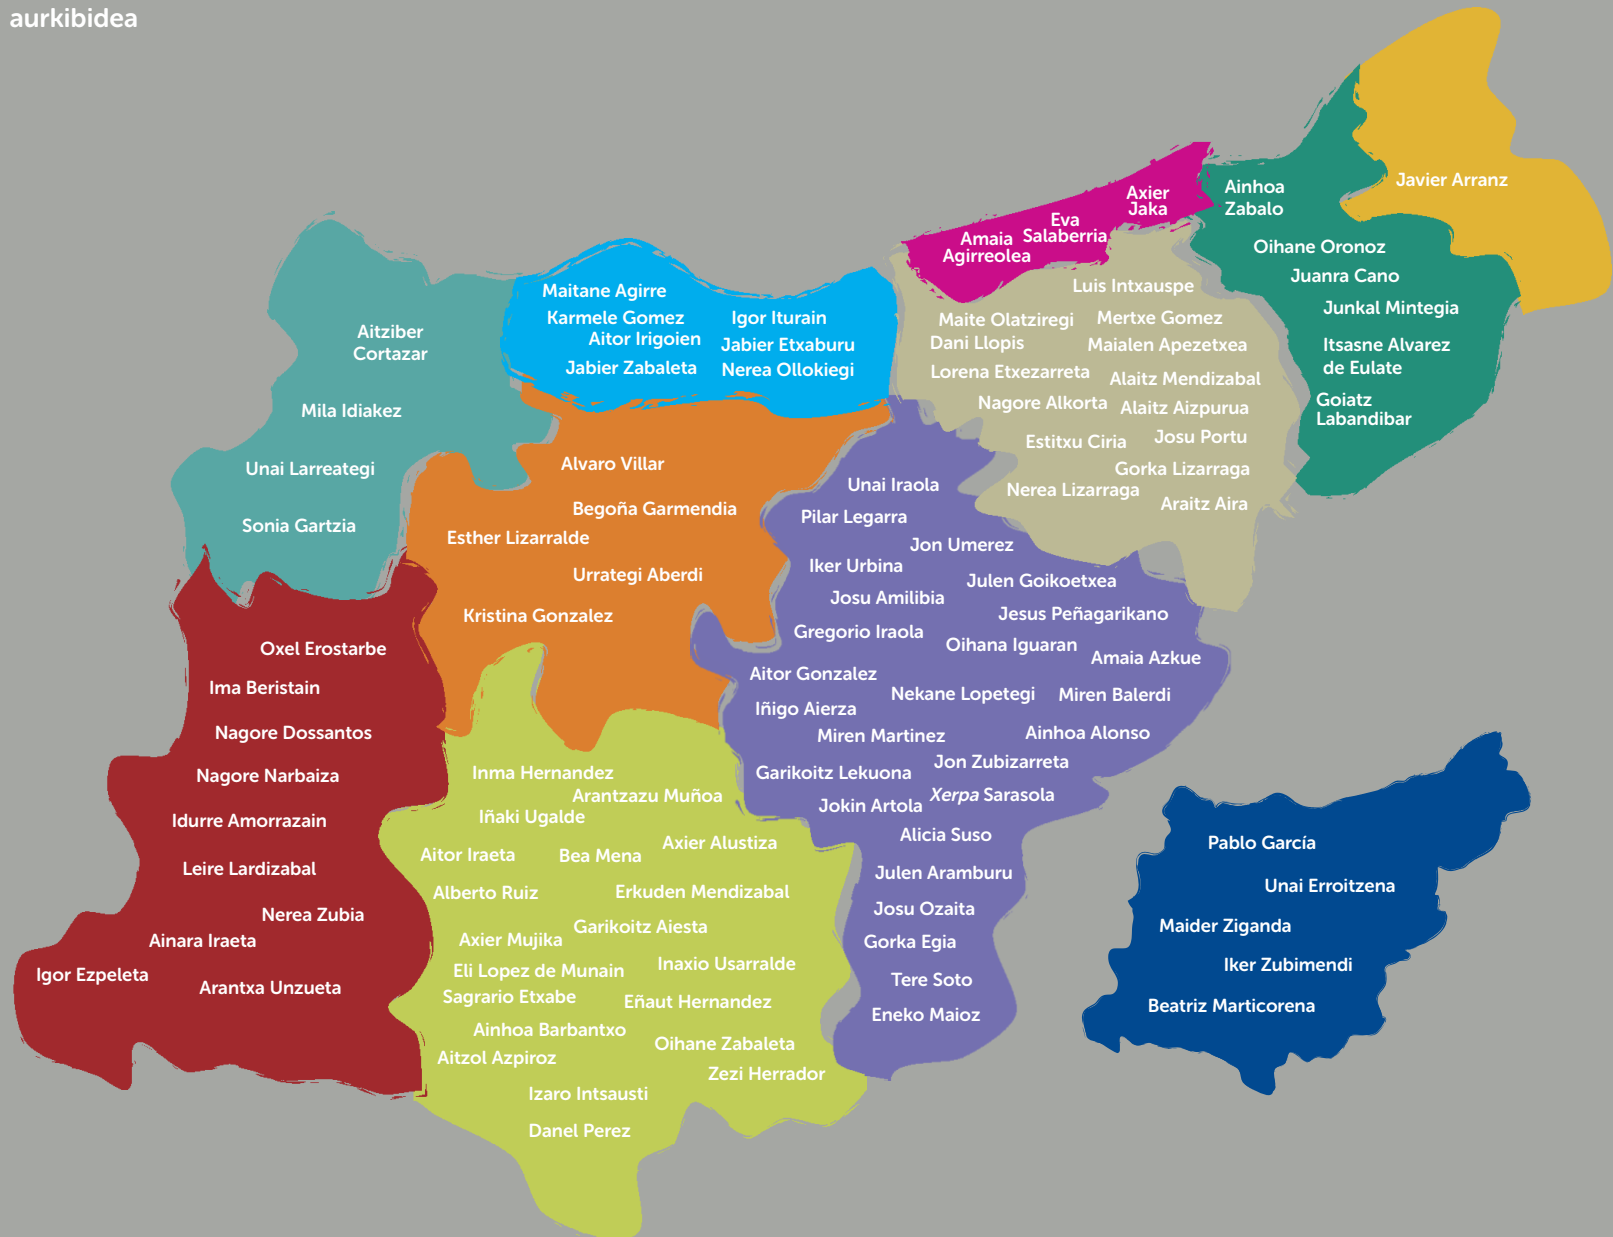 aurkibidea
Javier Arranz
Ainhoa
Zabalo
Oihane Oronoz
Juanra Cano
Junkal Mintegia
Itsasne Alvarez
de Eulate
Goiatz
Labandibar
Axier
Jaka
Eva
Salaberria
Amaia
Agirreolea
Luis Intxauspe
Maite Olatziregi
Mertxe Gomez
Dani Llopis
Maialen Apezetxea
Lorena Etxezarreta
Alaitz Mendizabal
Nagore Alkorta
Alaitz Aizpurua
Estitxu Ciria
Josu Portu
Gorka Lizarraga
Nerea Lizarraga
Araitz Aira
Maitane Agirre
Karmele Gomez
Igor Iturain
Aitor Irigoien
Jabier Etxaburu
Jabier Zabaleta
Nerea Ollokiegi
Aitziber
Cortazar
Mila Idiakez
Unai Larreategi
Sonia Gartzia
Alvaro Villar
Begoña Garmendia
Esther Lizarralde
Urrategi Aberdi
Kristina Gonzalez
Unai Iraola
Pilar Legarra
Jon Umerez
Iker Urbina
Julen Goikoetxea
Josu Amilibia
Jesus Peñagarikano
Gregorio Iraola
Oihana Iguaran
Amaia Azkue
Aitor Gonzalez
Nekane Lopetegi
Miren Balerdi
Iñigo Aierza
Miren Martinez
Ainhoa Alonso
Jon Zubizarreta
Garikoitz Lekuona
Xerpa Sarasola
Jokin Artola
Alicia Suso
Julen Aramburu
Josu Ozaita
Gorka Egia
Tere Soto
Eneko Maioz
Oxel Erostarbe
Ima Beristain
Nagore Dossantos
Nagore Narbaiza
Idurre Amorrazain
Leire Lardizabal
Nerea Zubia
Ainara Iraeta
Igor Ezpeleta
Arantxa Unzueta
Inma Hernandez
Arantzazu Muñoa
Iñaki Ugalde
Axier Alustiza
Aitor Iraeta
Bea Mena
Alberto Ruiz
Erkuden Mendizabal
Garikoitz Aiesta
Axier Mujika
Inaxio Usarralde
Eli Lopez de Munain
Sagrario Etxabe
Eñaut Hernandez
Ainhoa Barbantxo
Oihane Zabaleta
Aitzol Azpiroz
Zezi Herrador
Izaro Intsausti
Danel Perez
Pablo García
Unai Erroitzena
Maider Ziganda
Iker Zubimendi
Beatriz Marticorena